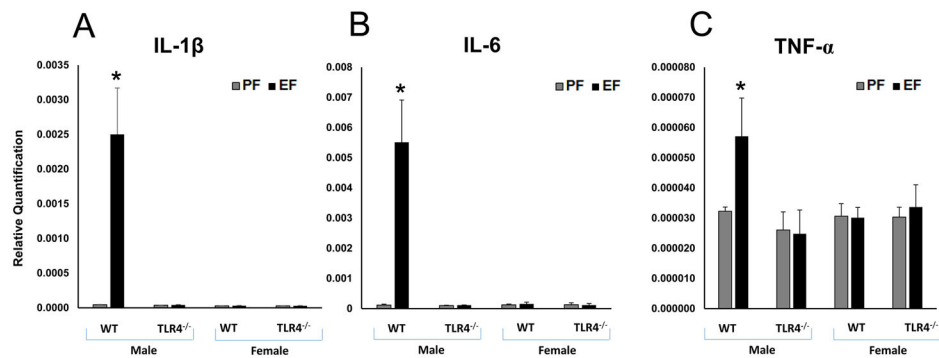 A
IL-1β
0.0035
0.0030
0.0025
0.0020
0.0015
0.0010
0.0005
0.0000
Relative Quantification
*
PF EF
WT TLR4-/- WT TLR4-/-
Male Female
B
IL-6
0.008
0.007
0.006
0.005
0.004
0.003
0.002
0.001
0
*
PF EF
WT TLR4-/- WT TLR4-/-
Male Female
C
TNF-α
0.000080
0.000070
0.000060
0.000050
0.000040
0.000030
0.000020
0.000010
0.000000
*
PF EF
WT TLR4-/- WT TLR4-/-
Male Female